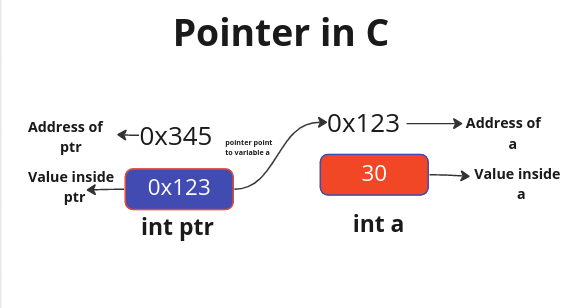 Pointer in C
Address of
ptr
0x345
pointer point
to variable a
0x123
Address of
a
Value inside
ptr
0x123
30
Value inside
a
int ptr
int a